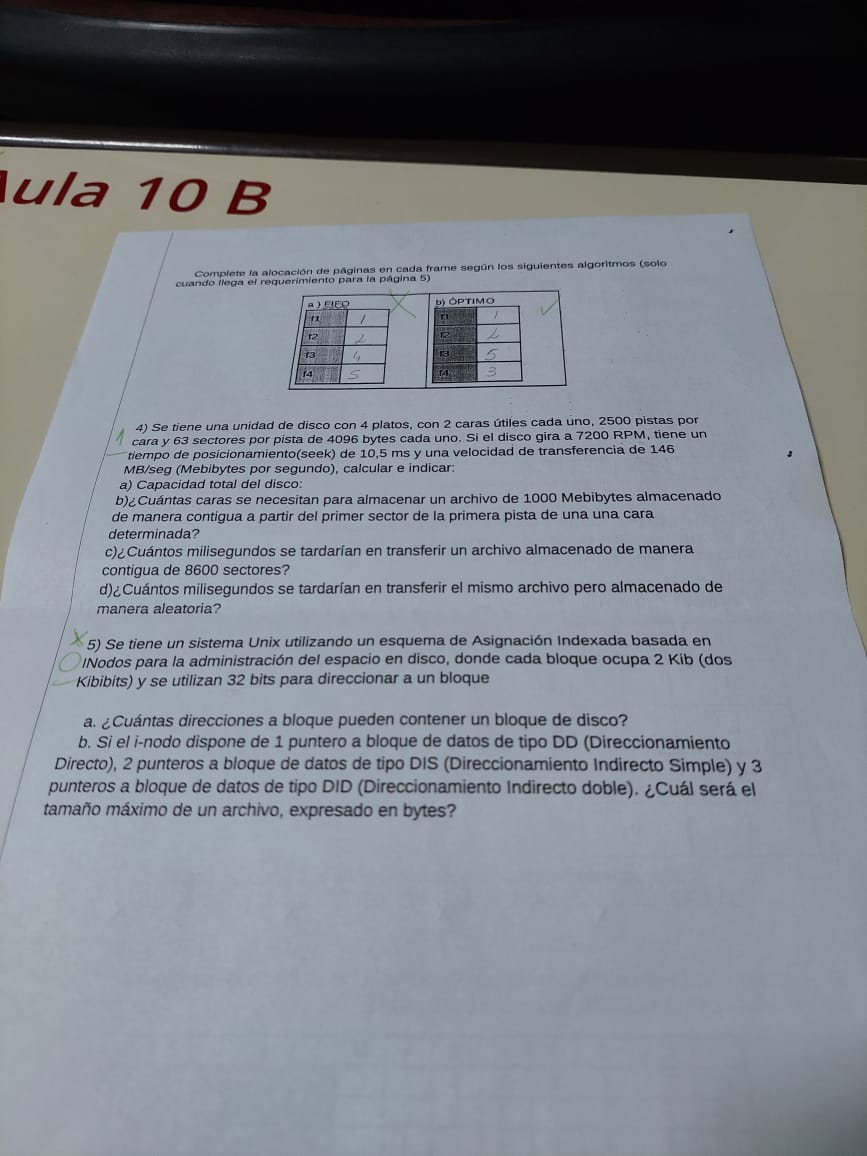 Aula 10 B
Complete la alocación de páginas en cada frame según los siguientes algoritmos (solo
cuando llega el requerimiento para la página 5)
a) FIFO
f1 1
f2 2
f3 4
f4 5
b) ÓPTIMO
f1 1
f2 2
f3 5
f4 3
4) Se tiene una unidad de disco con 4 platos, con 2 caras útiles cada uno, 2500 pistas por
cara y 63 sectores por pista de 4096 bytes cada uno. Si el disco gira a 7200 RPM, tiene un
tiempo de posicionamiento(seek) de 10,5 ms y una velocidad de transferencia de 146
MB/seg (Mebibytes por segundo), calcular e indicar:
a) Capacidad total del disco:
b)¿Cuántas caras se necesitan para almacenar un archivo de 1000 Mebibytes almacenado
de manera contigua a partir del primer sector de la primera pista de una una cara
determinada?
c)¿Cuántos milisegundos se tardarían en transferir un archivo almacenado de manera
contigua de 8600 sectores?
d)¿Cuántos milisegundos se tardarían en transferir el mismo archivo pero almacenado de
manera aleatoria?
5) Se tiene un sistema Unix utilizando un esquema de Asignación Indexada basada en
INodos para la administración del espacio en disco, donde cada bloque ocupa 2 Kib (dos
Kibibits) y se utilizan 32 bits para direccionar a un bloque
a. ¿Cuántas direcciones a bloque pueden contener un bloque de disco?
b. Si el i-nodo dispone de 1 puntero a bloque de datos de tipo DD (Direccionamiento
Directo), 2 punteros a bloque de datos de tipo DIS (Direccionamiento Indirecto Simple) y 3
punteros a bloque de datos de tipo DID (Direccionamiento Indirecto doble). ¿Cuál será el
tamaño máximo de un archivo, expresado en bytes?